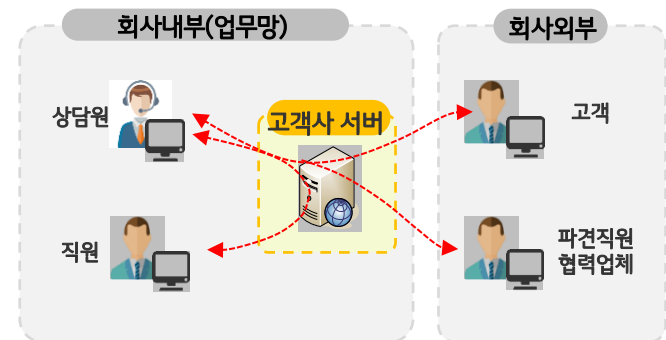 회사내부(업무망)
회사외부
상담원
고객사 서버
고객
직원
파견직원
협력업체